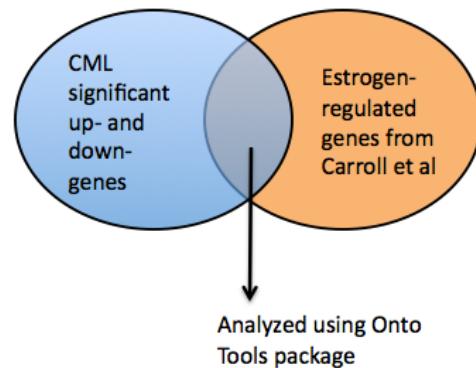 CML
significant
up- and
down-
genes
Estrogen-
regulated
genes from
Carroll et al
Analyzed using Onto
Tools package